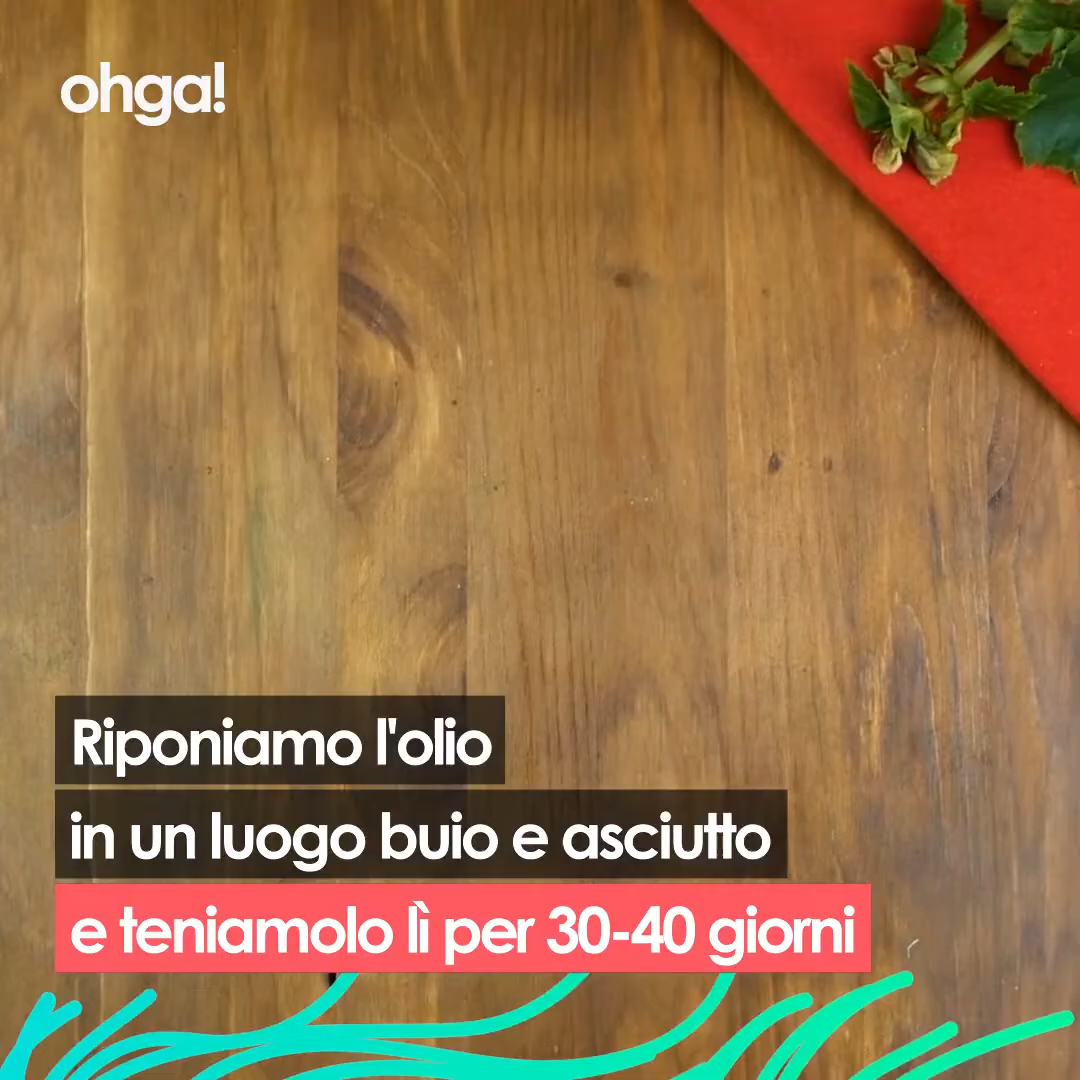 ohga!
Riponiamo l'olio
in un luogo buio e asciutto
e teniamolo lì per 30-40 giorni